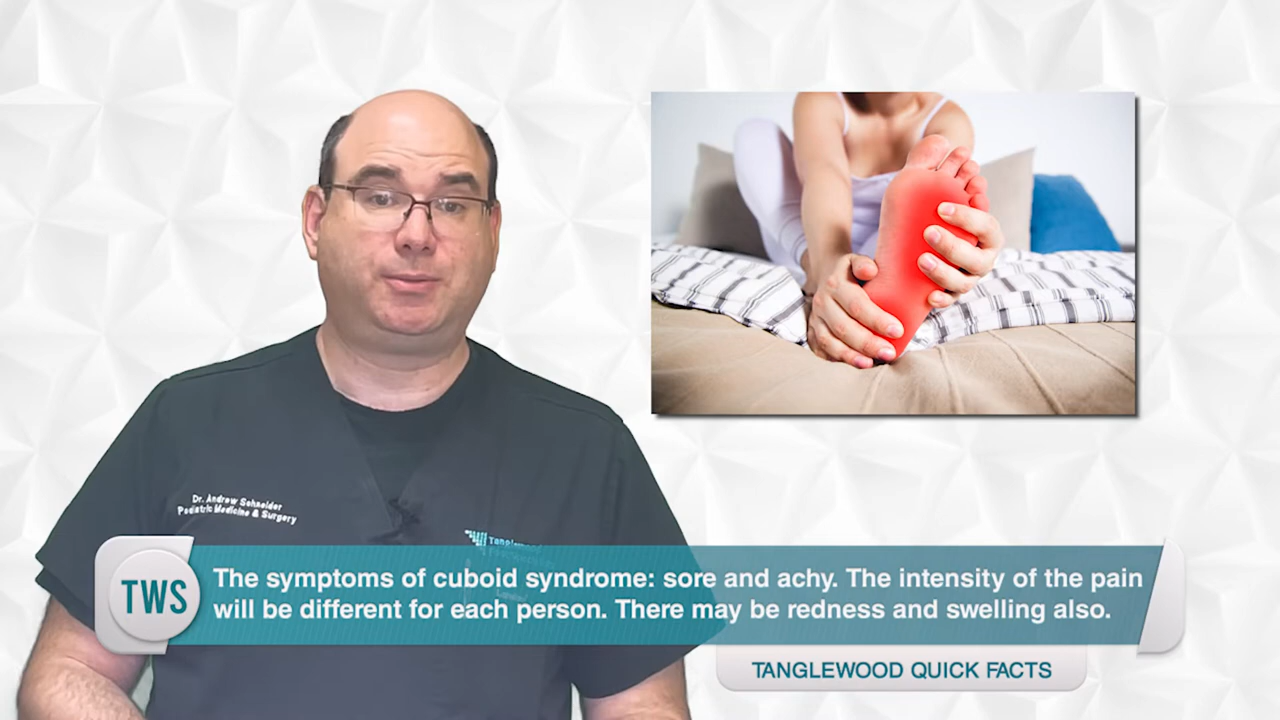 Dr. Andrew Schneider
Podiatric Medicine & Surgery
Tanglewood
TWS
The symptoms of cuboid syndrome: sore and achy. The intensity of the pain
will be different for each person. There may be redness and swelling also.
TANGLEWOOD QUICK FACTS